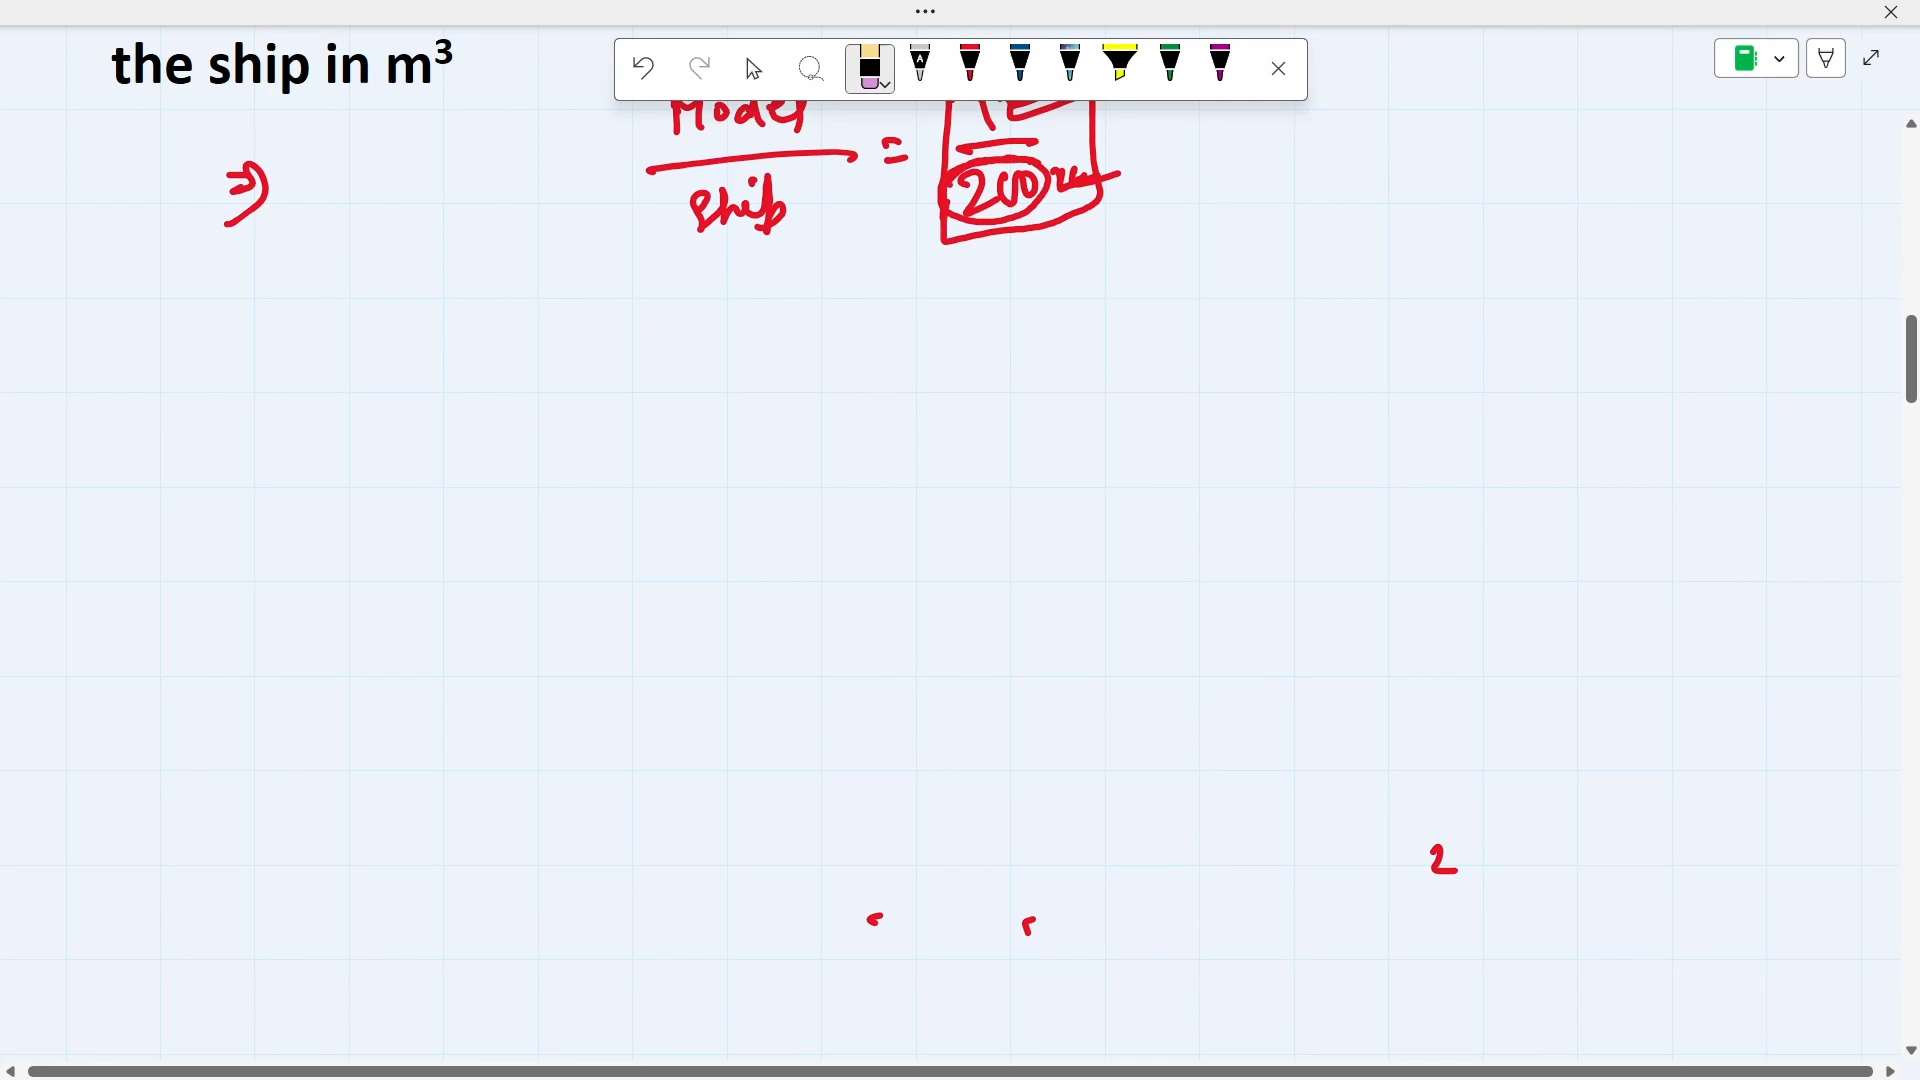 the ship in m³
Model
=
Ship
200
⇒
2